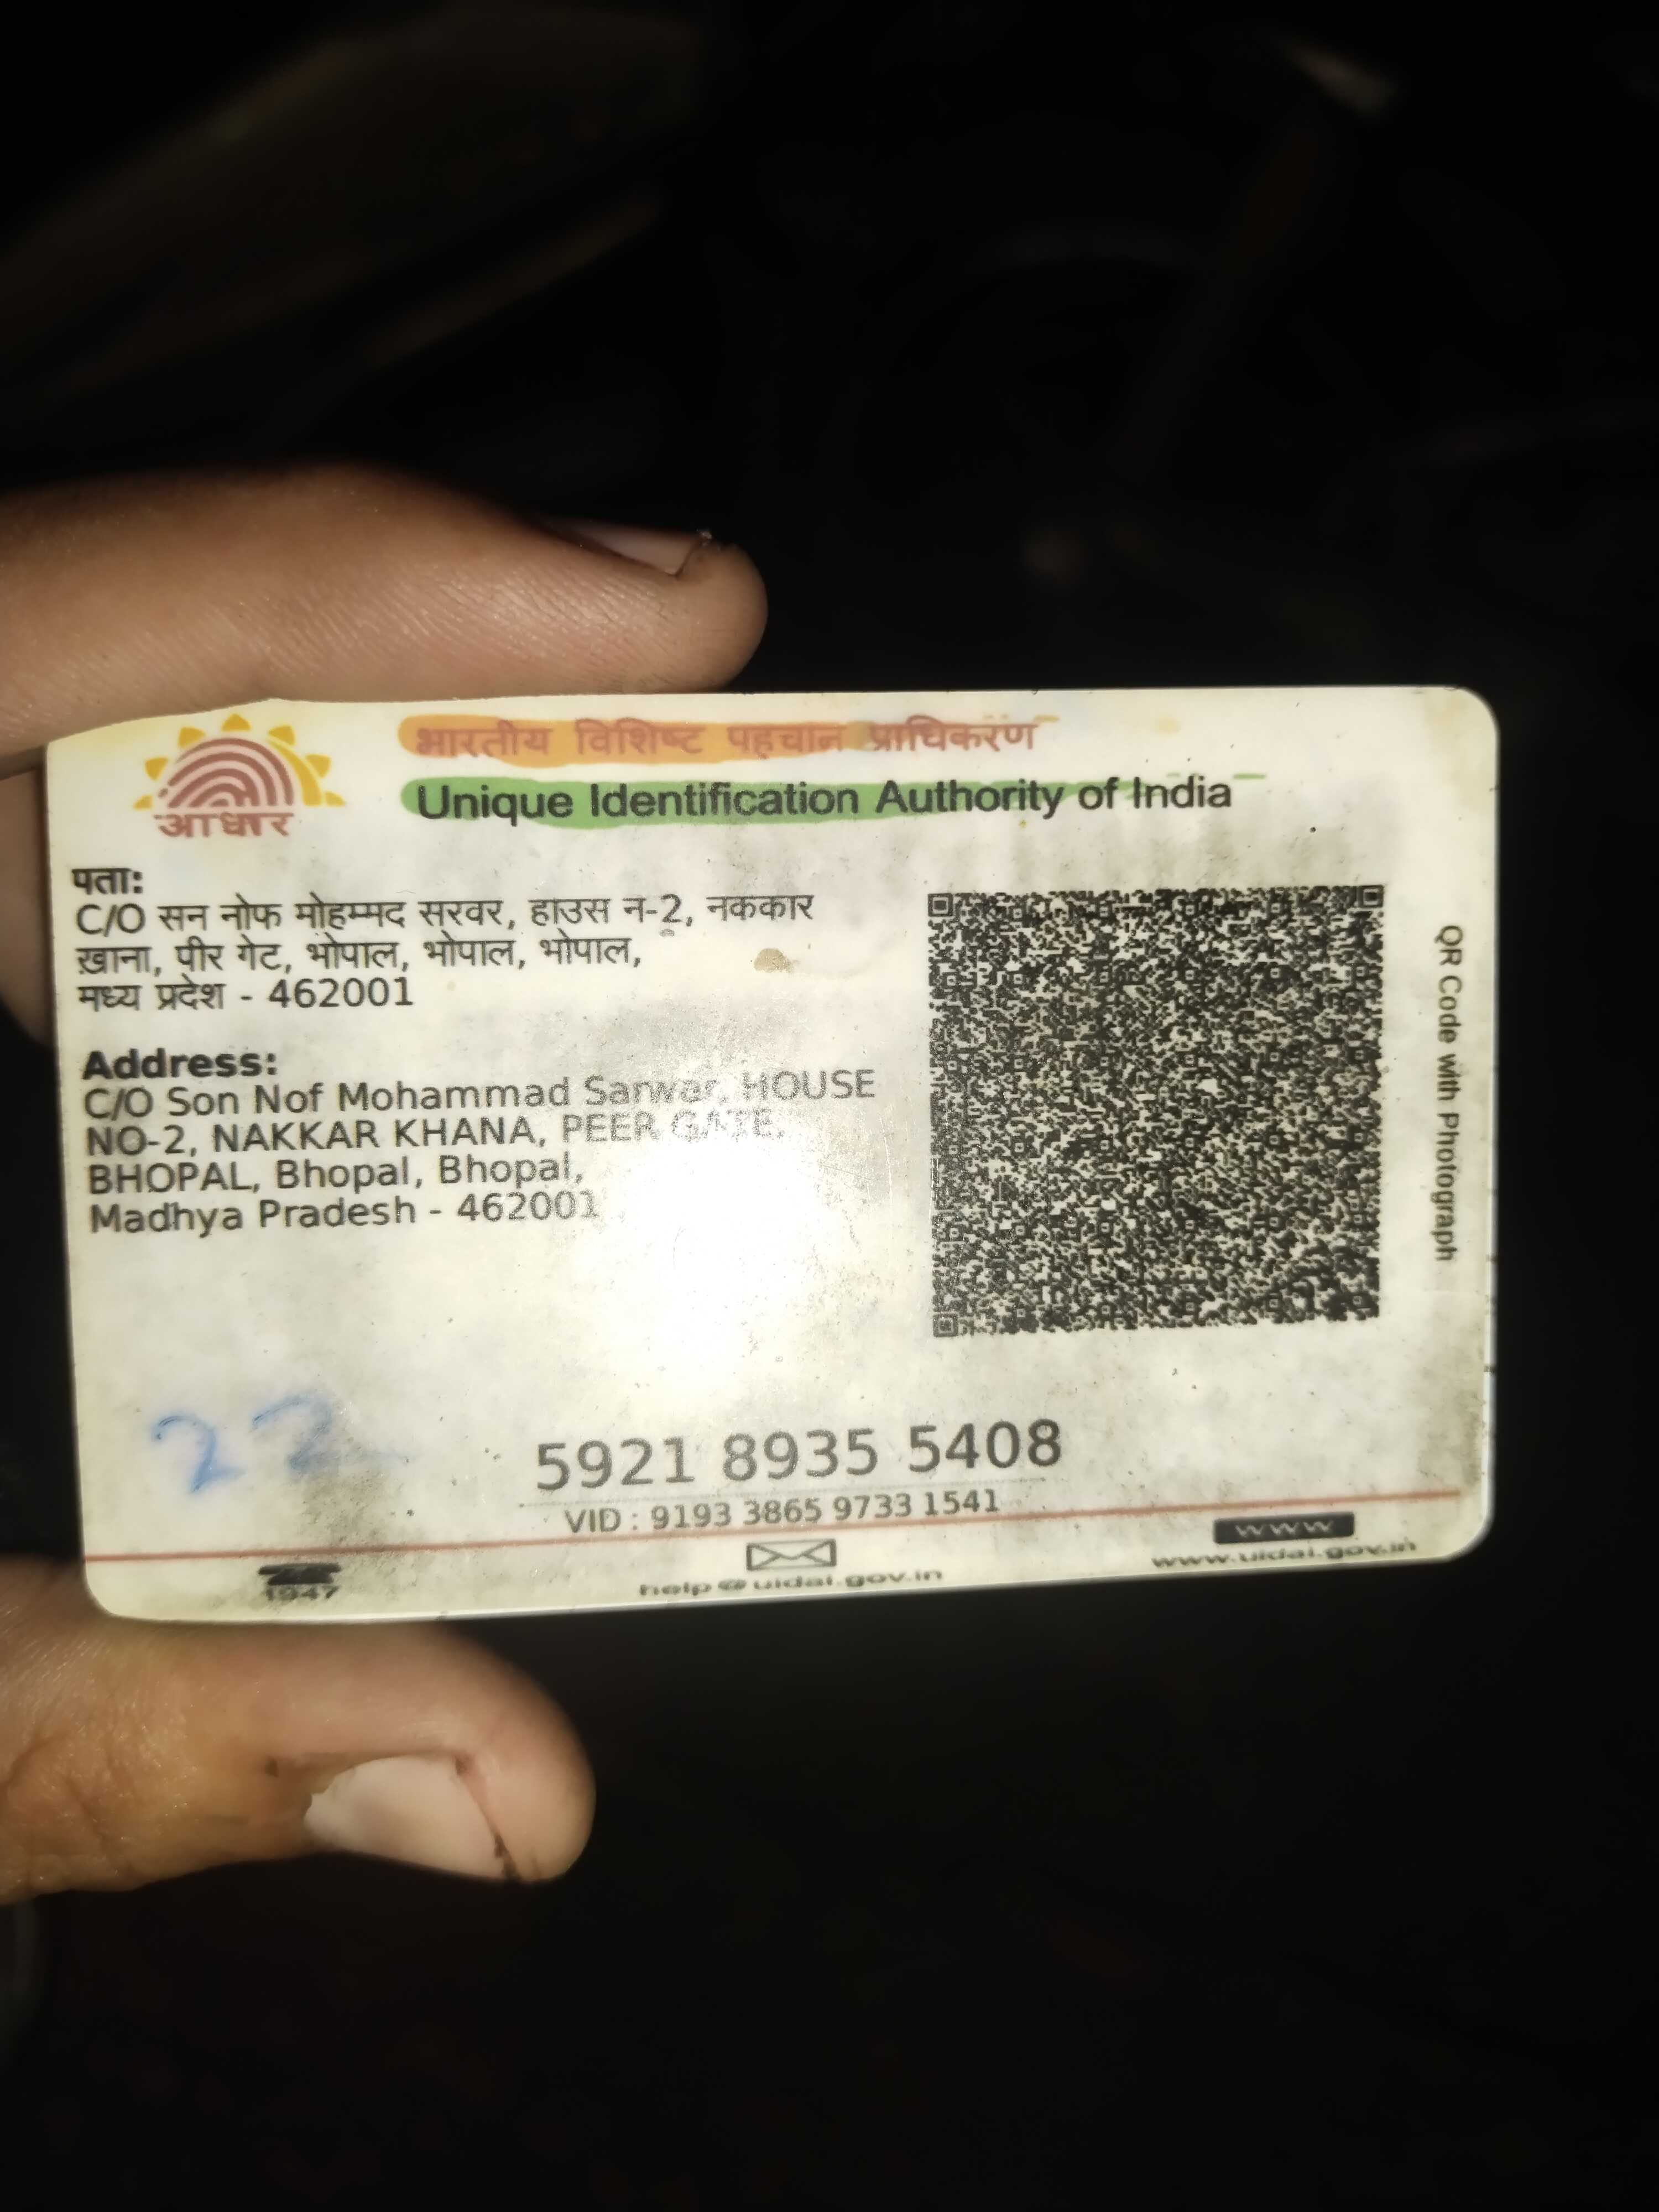 आधार
भारतीय विशिष्ट पहचान प्राधिकरण
Unique Identification Authority of India
पता:
C/O सन नोफ मोहम्मद सरवर, हाउस न-2, नककार
ख़ाना, पीर गेट, भोपाल, भोपाल, भोपाल,
मध्य प्रदेश - 462001
Address:
C/O Son Nof Mohammad Sarwar, HOUSE
NO-2, NAKKAR KHANA, PEER GATE,
BHOPAL, Bhopal, Bhopal,
Madhya Pradesh - 462001
QR Code with Photograph
22
5921 8935 5408
VID : 9193 3865 9733 1541
1947
help@uidai.gov.in
www
www.uidai.gov.in